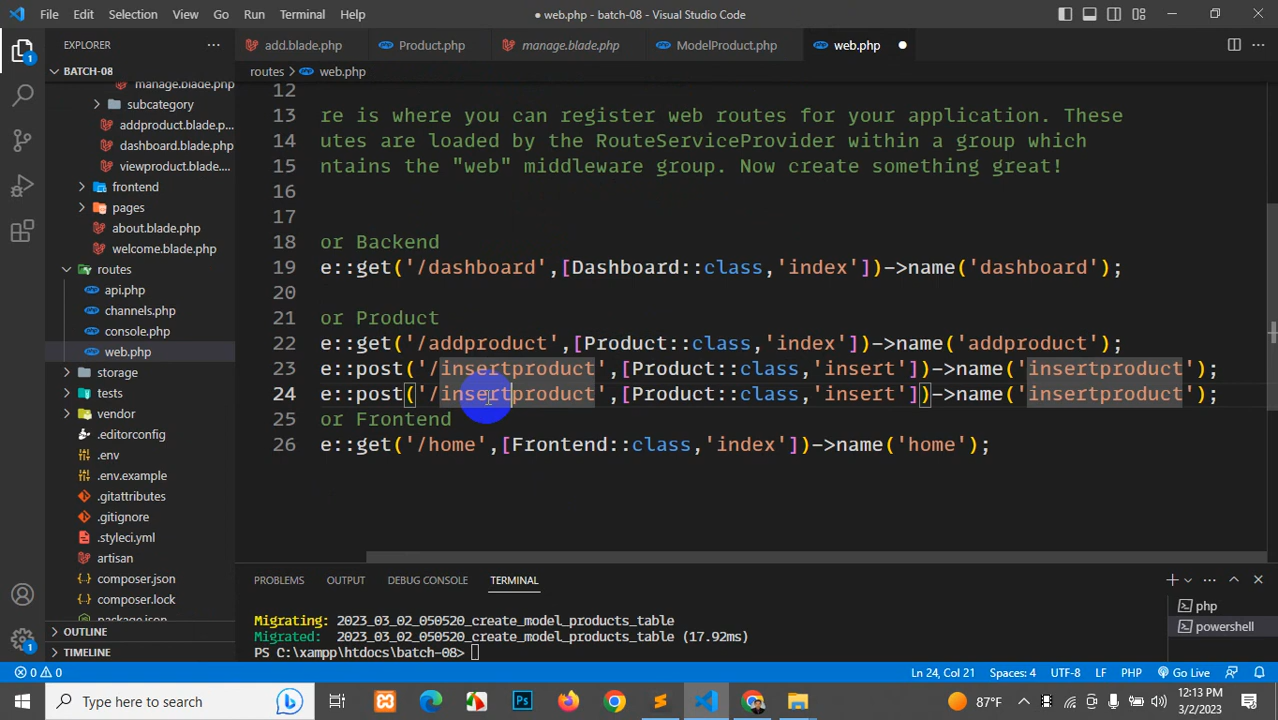 File Edit Selection View Go Run Terminal Help
● web.php - batch-08 - Visual Studio Code
EXPLORER
add.blade.php Product.php manage.blade.php ModelProduct.php web.php
BATCH-08
routes > web.php
manage.blade.php
subcategory
addproduct.blade.p...
dashboard.blade.php
viewproduct.blade....
frontend
pages
about.blade.php
welcome.blade.php
routes
api.php
channels.php
console.php
web.php
storage
tests
vendor
.editorconfig
.env
.env.example
.gitattributes
.gitignore
.styleci.yml
artisan
composer.json
composer.lock
package.json
OUTLINE
TIMELINE
12
13 re is where you can register web routes for your application. These
14 utes are loaded by the RouteServiceProvider within a group which
15 ntains the "web" middleware group. Now create something great!
16
17
18 or Backend
19 e::get('/dashboard',[Dashboard::class,'index'])->name('dashboard');
20
21 or Product
22 e::get('/addproduct',[Product::class,'index'])->name('addproduct');
23 e::post('/insertproduct',[Product::class,'insert'])->name('insertproduct');
24 e::post('/insertproduct',[Product::class,'insert'])->name('insertproduct');
25 or Frontend
26 e::get('/home',[Frontend::class,'index'])->name('home');
PROBLEMS OUTPUT DEBUG CONSOLE TERMINAL
Migrating: 2023_03_02_050520_create_model_products_table
Migrated: 2023_03_02_050520_create_model_products_table (17.92ms)
PS C:\xampp\htdocs\batch-08>
php
powershell
0 0 Ln 24, Col 21 Spaces: 4 UTF-8 LF PHP Go Live
Type here to search
87°F
12:13 PM
3/2/2023